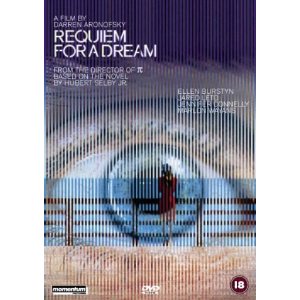 A FILM BY
DARREN ARONOFSKY
REQUIEM
FOR A DREAM
FROM THE DIRECTOR OF π
BASED ON THE NOVEL
BY HUBERT SELBY JR.
ELLEN BURSTYN
JARED LETO
JENNIFER CONNELLY
MARLON WAYANS
momentum
DVD
18